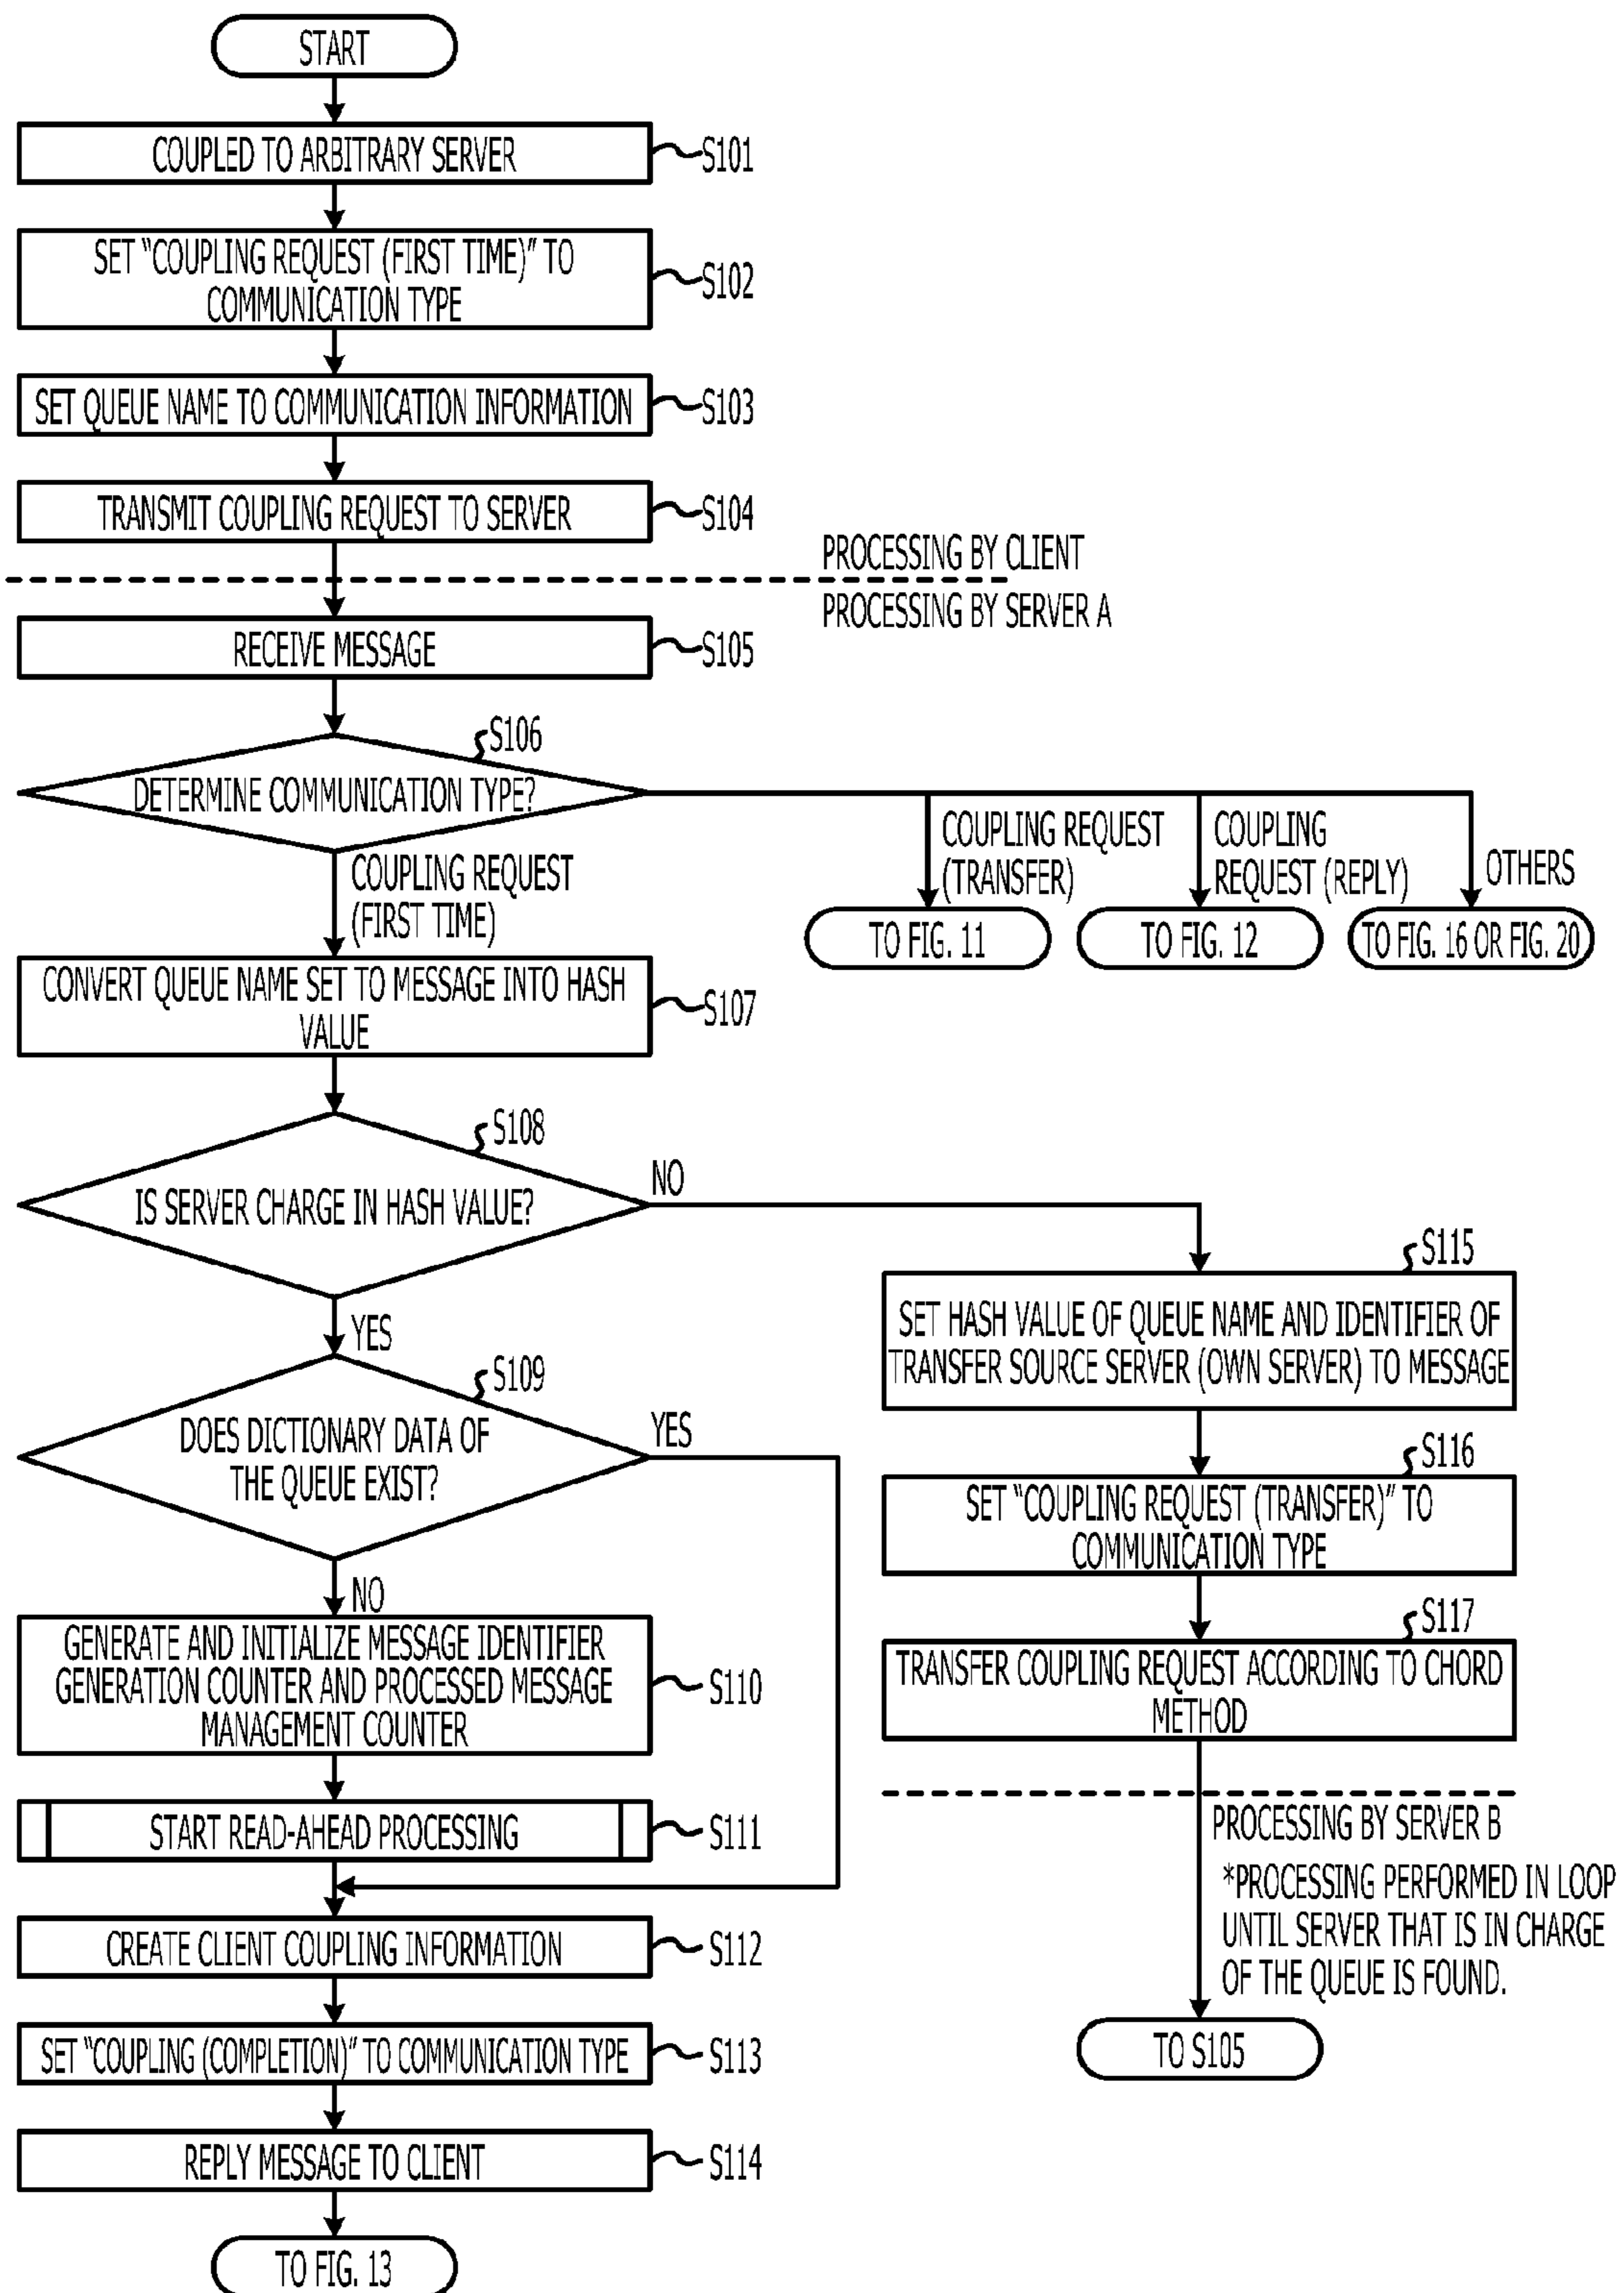 START
COUPLED TO ARBITRARY SERVER
S101
SET “COUPLING REQUEST (FIRST TIME)” TO
COMMUNICATION TYPE
S102
SET QUEUE NAME TO COMMUNICATION INFORMATION
S103
TRANSMIT COUPLING REQUEST TO SERVER
S104
PROCESSING BY CLIENT
PROCESSING BY SERVER A
RECEIVE MESSAGE
S105
S106
DETERMINE COMMUNICATION TYPE?
COUPLING REQUEST
(FIRST TIME)
COUPLING REQUEST
(TRANSFER)
COUPLING
REQUEST (REPLY)
OTHERS
TO FIG. 11
TO FIG. 12
TO FIG. 16 OR FIG. 20
CONVERT QUEUE NAME SET TO MESSAGE INTO HASH
VALUE
S107
S108
IS SERVER CHARGE IN HASH VALUE?
NO
YES
S109
DOES DICTIONARY DATA OF
THE QUEUE EXIST?
YES
NO
GENERATE AND INITIALIZE MESSAGE IDENTIFIER
GENERATION COUNTER AND PROCESSED MESSAGE
MANAGEMENT COUNTER
S110
START READ-AHEAD PROCESSING
S111
CREATE CLIENT COUPLING INFORMATION
S112
SET “COUPLING (COMPLETION)” TO COMMUNICATION TYPE
S113
REPLY MESSAGE TO CLIENT
S114
TO FIG. 13
S115
SET HASH VALUE OF QUEUE NAME AND IDENTIFIER OF
TRANSFER SOURCE SERVER (OWN SERVER) TO MESSAGE
S116
SET “COUPLING REQUEST (TRANSFER)” TO
COMMUNICATION TYPE
S117
TRANSFER COUPLING REQUEST ACCORDING TO CHORD
METHOD
PROCESSING BY SERVER B
*PROCESSING PERFORMED IN LOOP
UNTIL SERVER THAT IS IN CHARGE
OF THE QUEUE IS FOUND.
TO S105